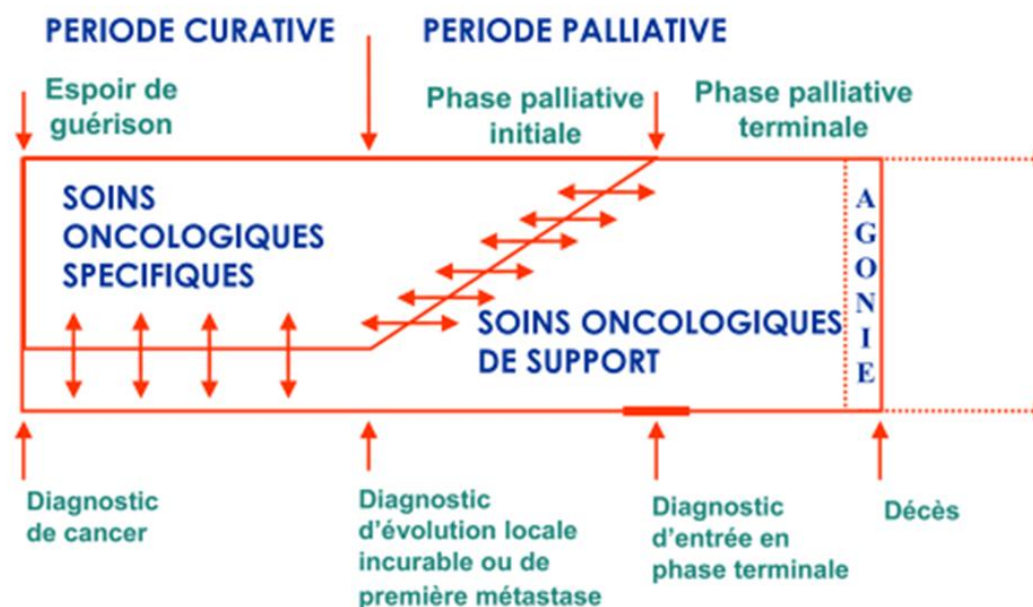 PERIODE CURATIVE
PERIODE PALLIATIVE
Espoir de
guérison
Phase palliative
initiale
Phase palliative
terminale
SOINS
ONCOLOGIQUES
SPECIFIQUES
SOINS ONCOLOGIQUES
DE SUPPORT
A
G
O
N
I
E
Diagnostic
de cancer
Diagnostic
d'évolution locale
incurable ou de
première métastase
Diagnostic
d'entrée en
phase terminale
Décès